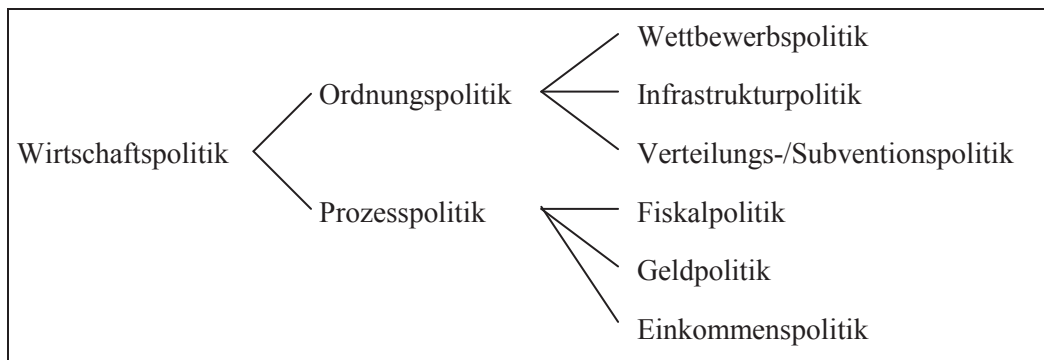 Wettbewerbspolitik
Ordnungspolitik
Infrastrukturpolitik
Wirtschaftspolitik
Verteilungs-/Subventionspolitik
Prozesspolitik
Fiskalpolitik
Geldpolitik
Einkommenspolitik